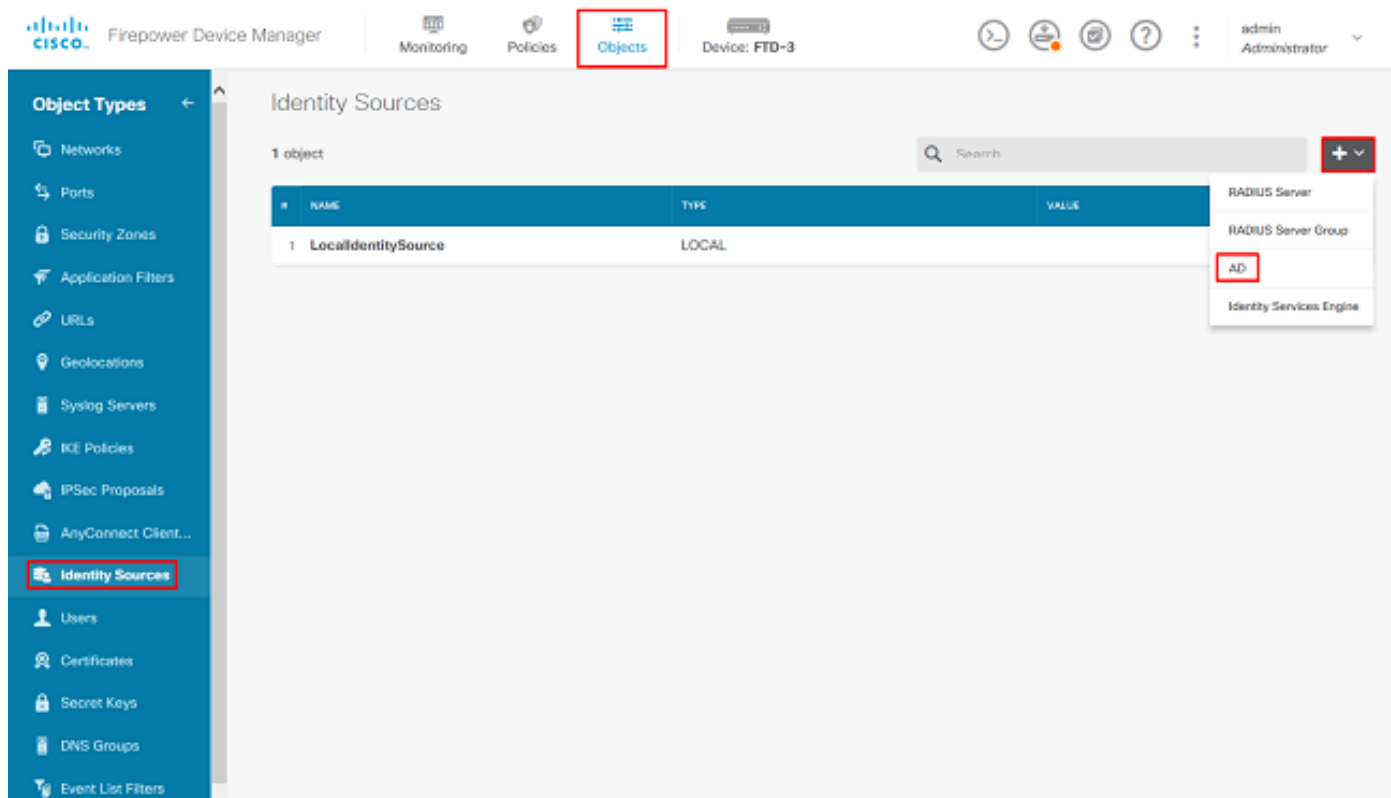 CISCO
Firepower Device Manager
Monitoring
Policies
Objects
Device: FTD-3
admin
Administrator
Object Types
Networks
Ports
Security Zones
Application Filters
URLs
Geolocations
Syslog Servers
IKE Policies
IPSec Proposals
AnyConnect Client...
Identity Sources
Users
Certificates
Secret Keys
DNS Groups
Event List Filters
Identity Sources
1 object
Search
# NAME TYPE VALUE
1 LocalIdentitySource LOCAL
RADIUS Server
RADIUS Server Group
AD
Identity Services Engine